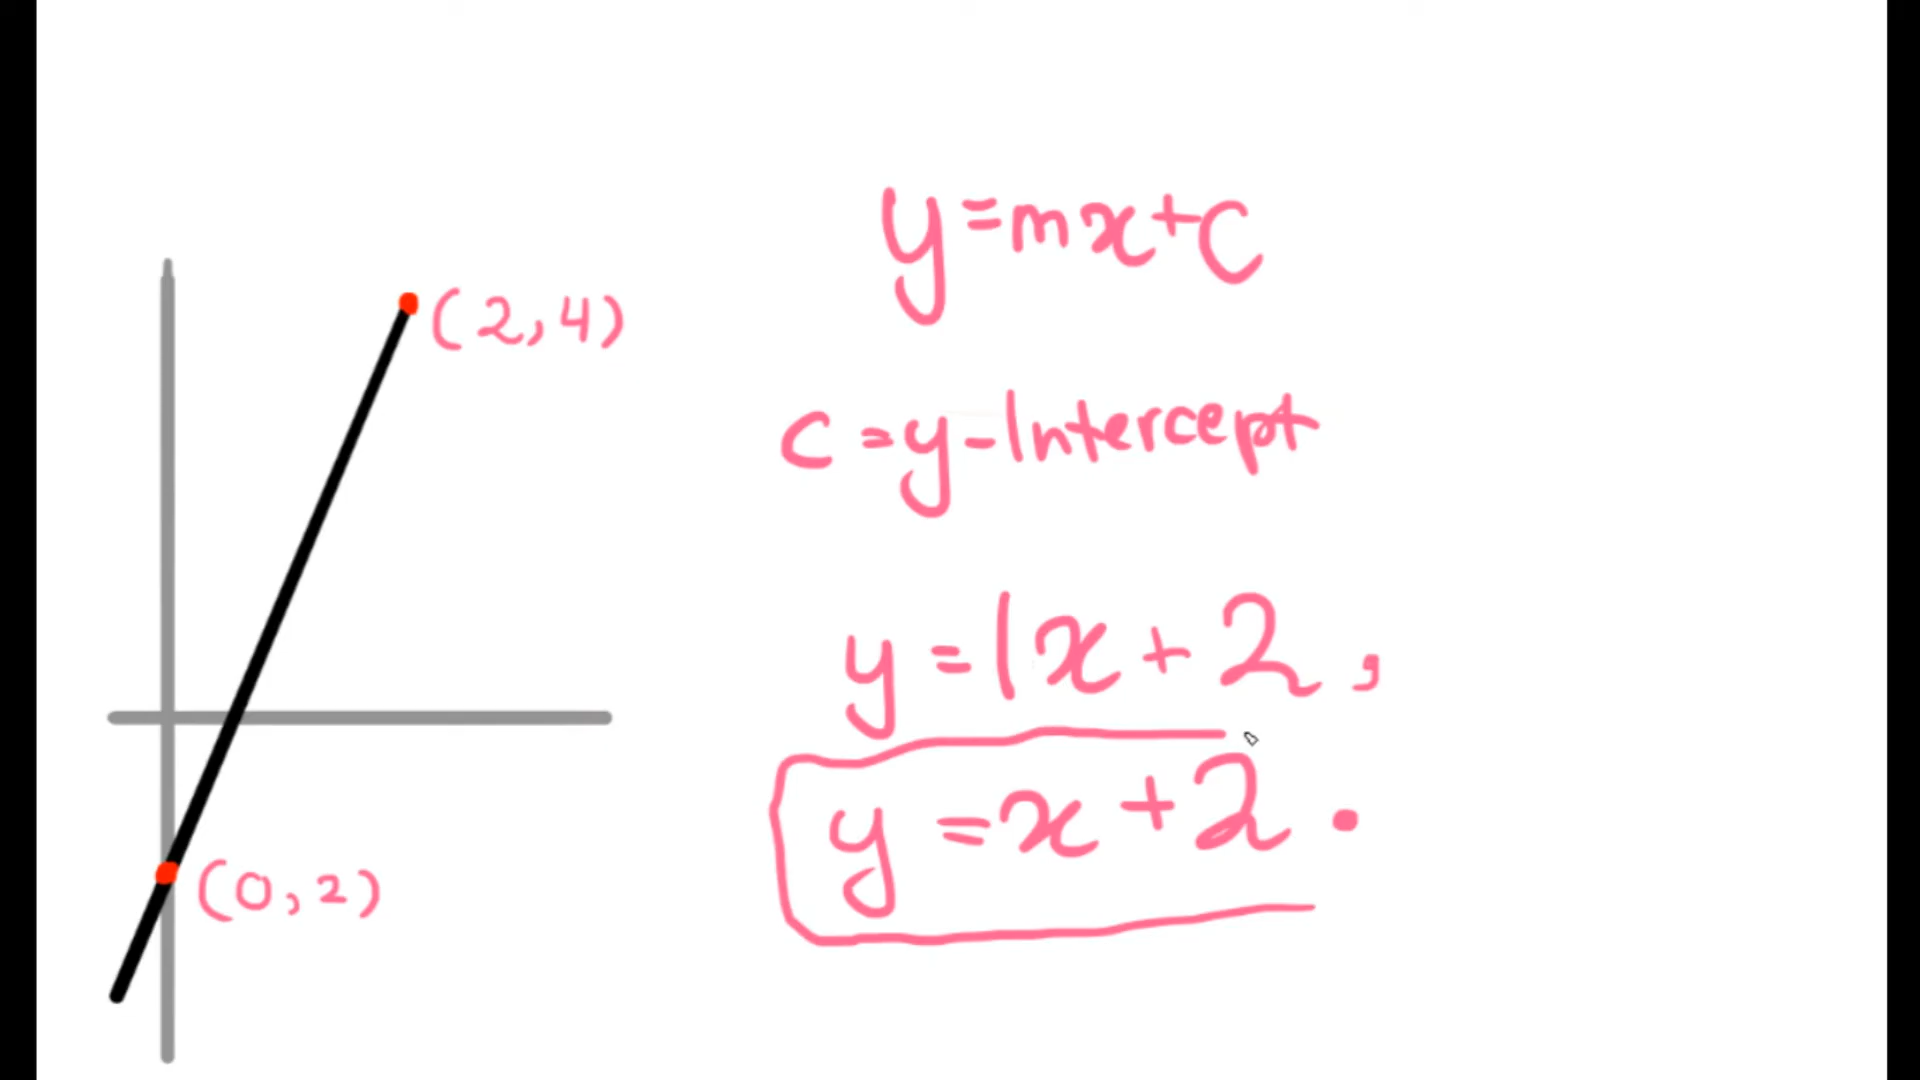 y=mx+c
(2,4)
c=y-Intercept
y=1x+2,
y=x+2.
(0,2)